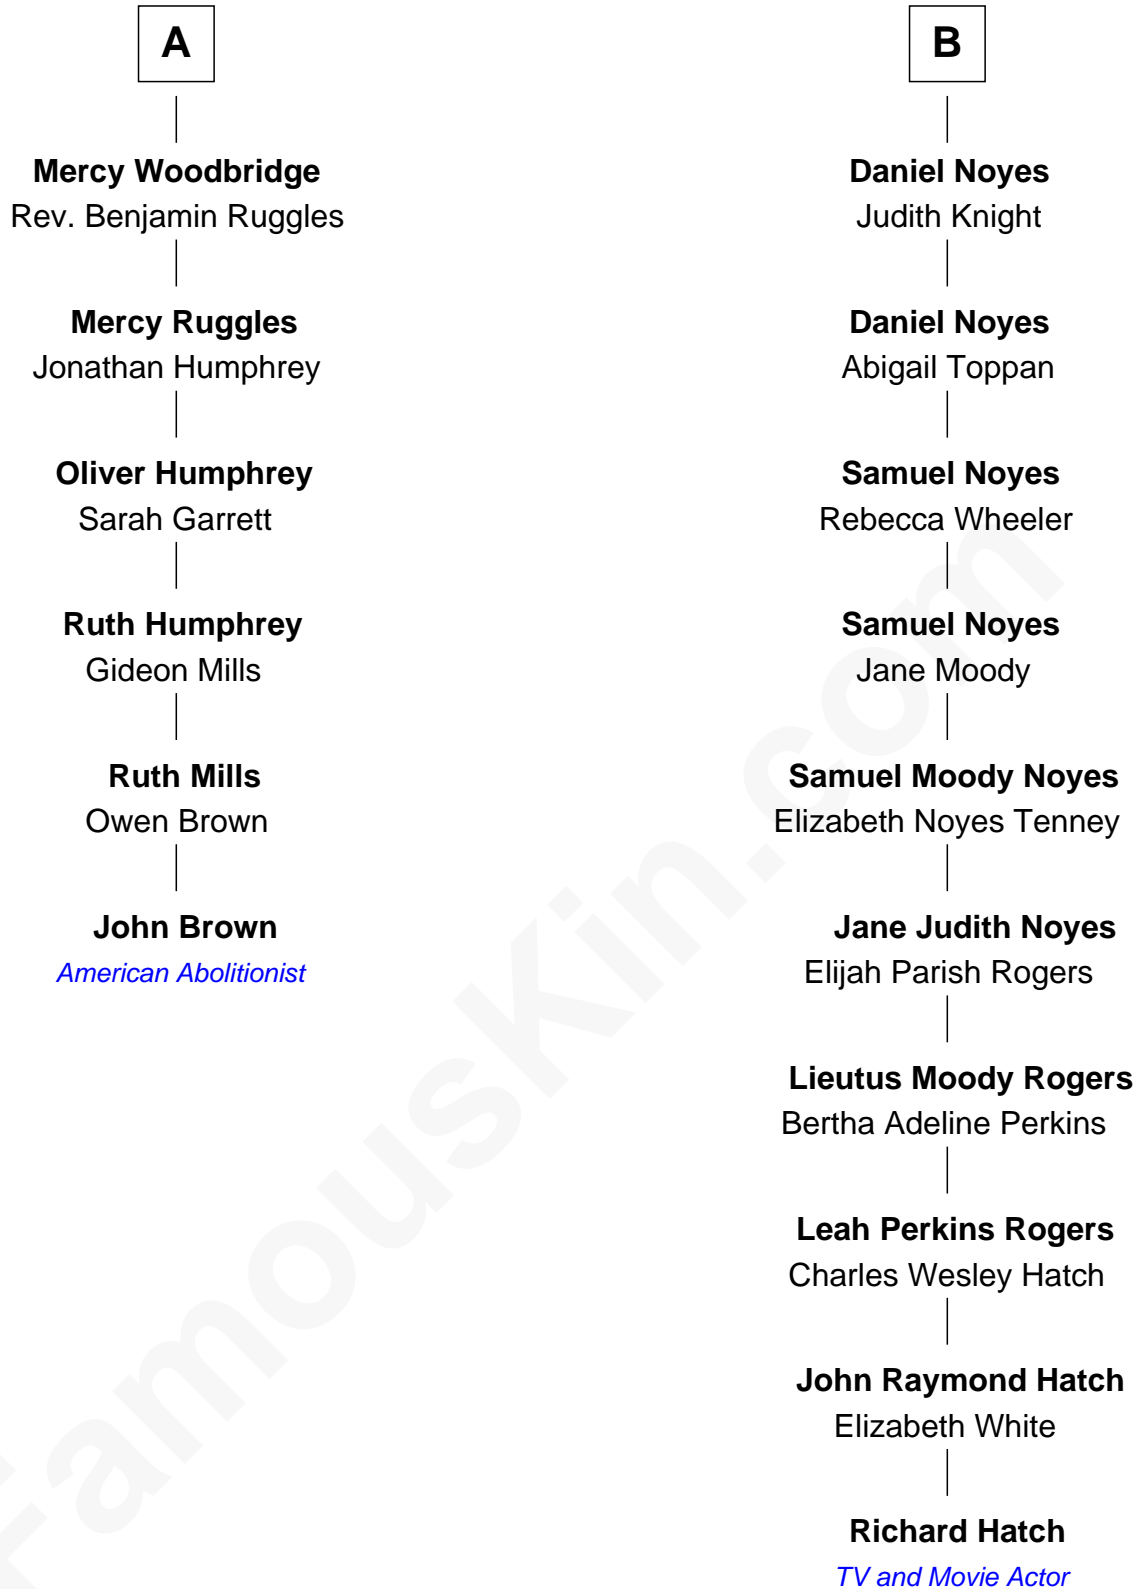 A
Mercy Woodbridge
Rev. Benjamin Ruggles
Mercy Ruggles
Jonathan Humphrey
Oliver Humphrey
Sarah Garrett
Ruth Humphrey
Gideon Mills
Ruth Mills
Owen Brown
John Brown
American Abolitionist
B
Daniel Noyes
Judith Knight
Daniel Noyes
Abigail Toppan
Samuel Noyes
Rebecca Wheeler
Samuel Noyes
Jane Moody
Samuel Moody Noyes
Elizabeth Noyes Tenney
Jane Judith Noyes
Elijah Parish Rogers
Lieutus Moody Rogers
Bertha Adeline Perkins
Leah Perkins Rogers
Charles Wesley Hatch
John Raymond Hatch
Elizabeth White
Richard Hatch
TV and Movie Actor
FamousKin.com